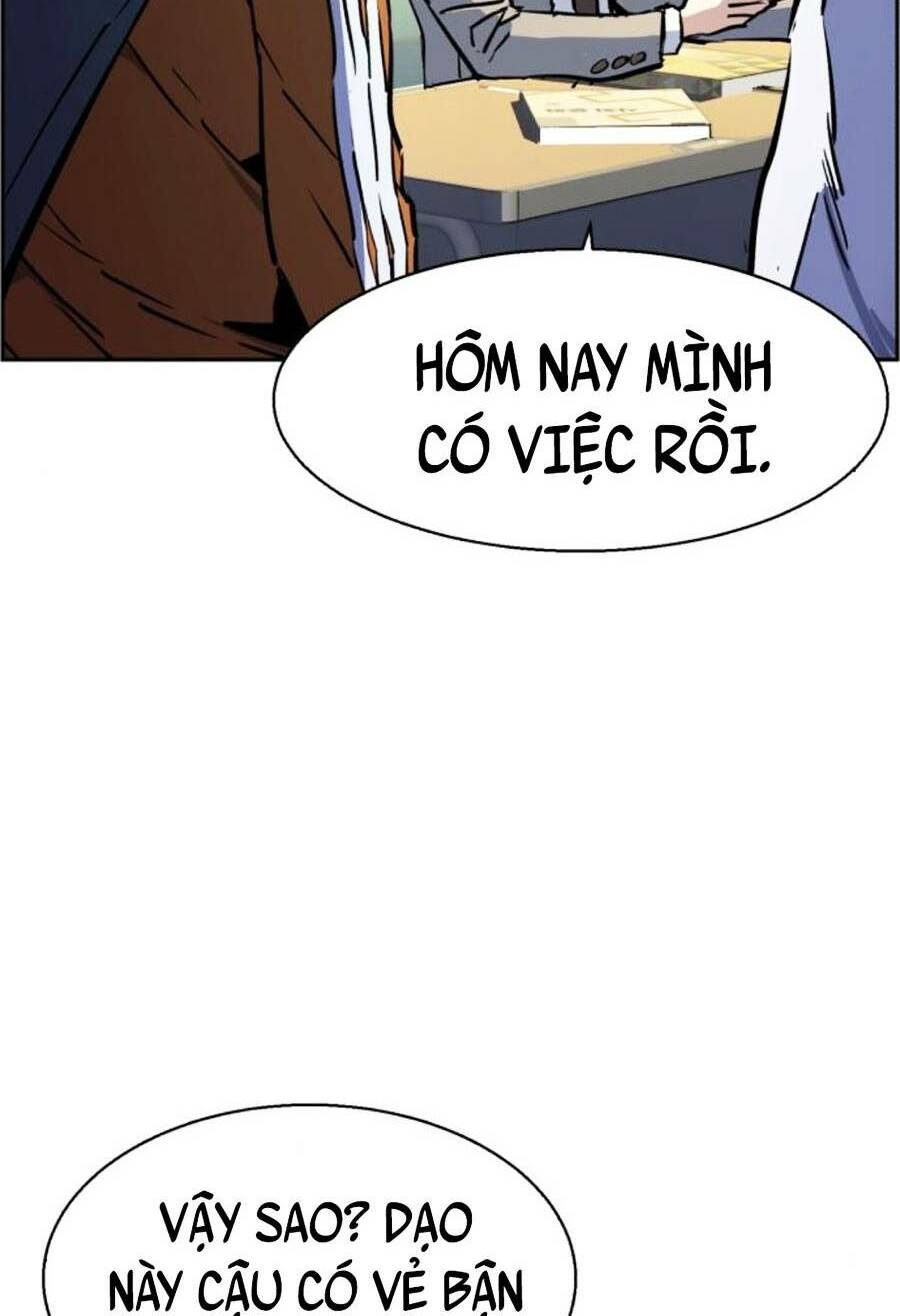 HÔM NAY MÌNH
CÓ VIỆC RỒI.
VẬY SAO? DẠO
NÀY CẬU CÓ VẺ BẬN